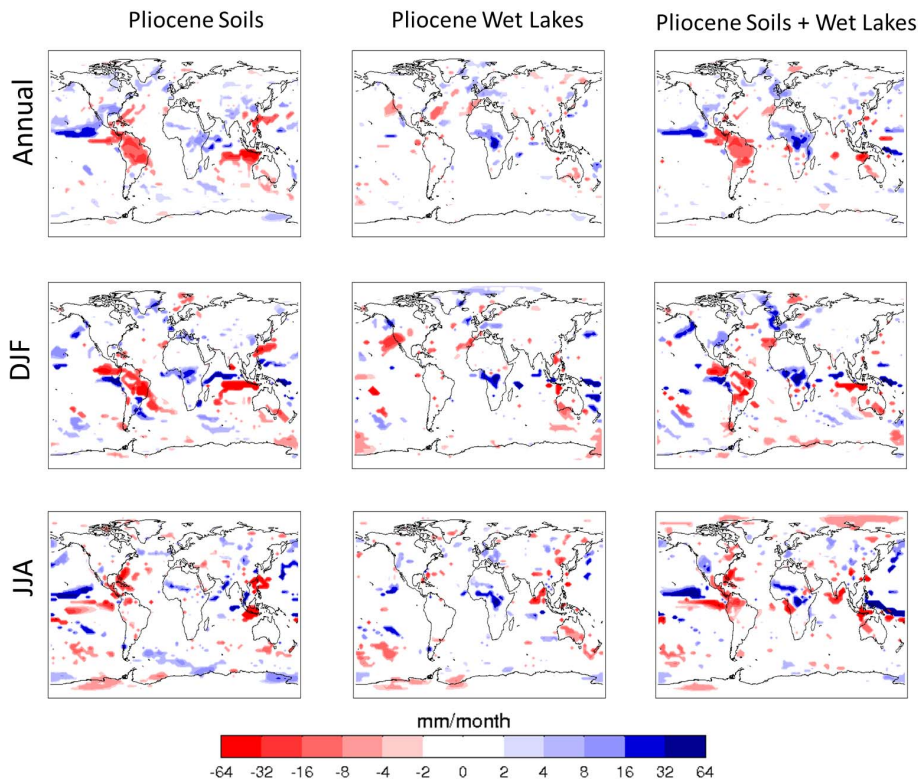 Pliocene Soils
Pliocene Wet Lakes
Pliocene Soils + Wet Lakes
Annual
DJF
JJA
mm/month
-64 -32 -16 -8 -4 -2 0 2 4 8 16 32 64